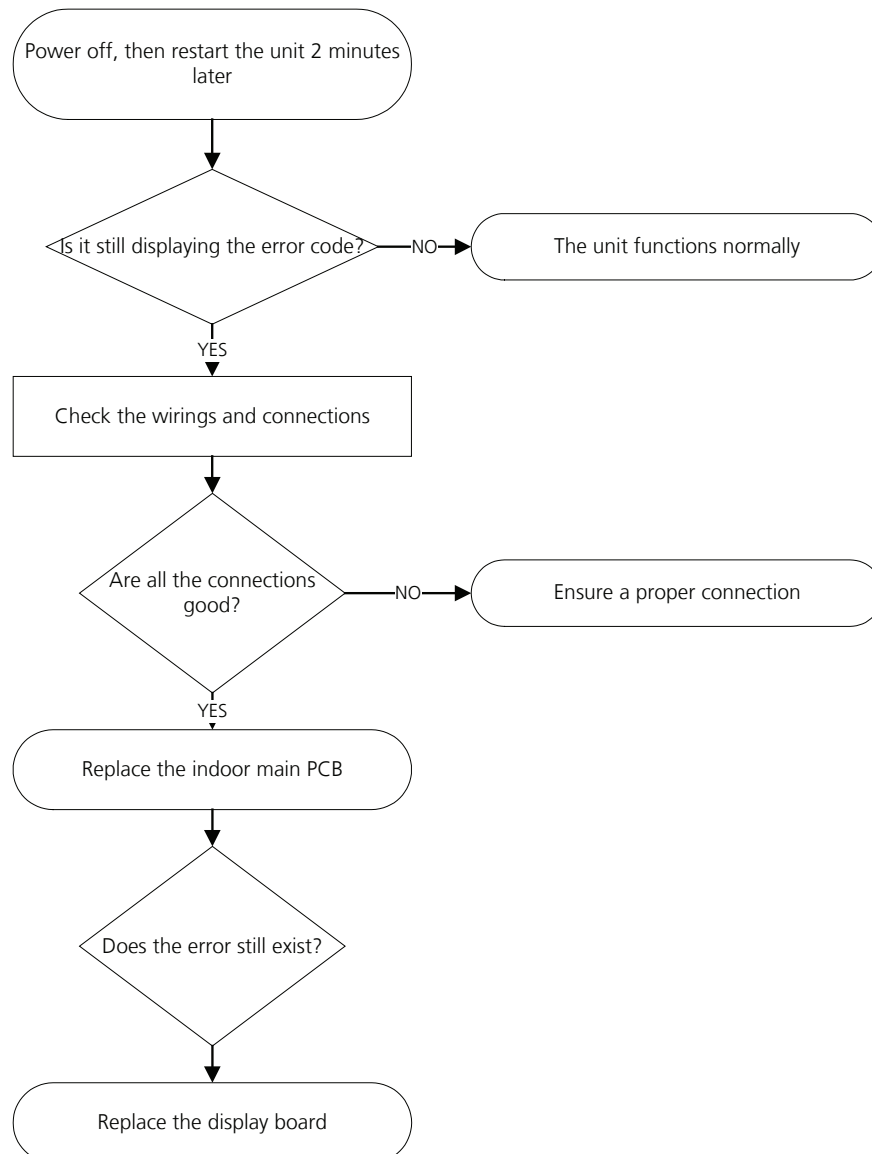 Power off, then restart the unit 2 minutes
later
Is it still displaying the error code?
NO
The unit functions normally
YES
Check the wirings and connections
Are all the connections
good?
NO
Ensure a proper connection
YES
Replace the indoor main PCB
Does the error still exist?
Replace the display board